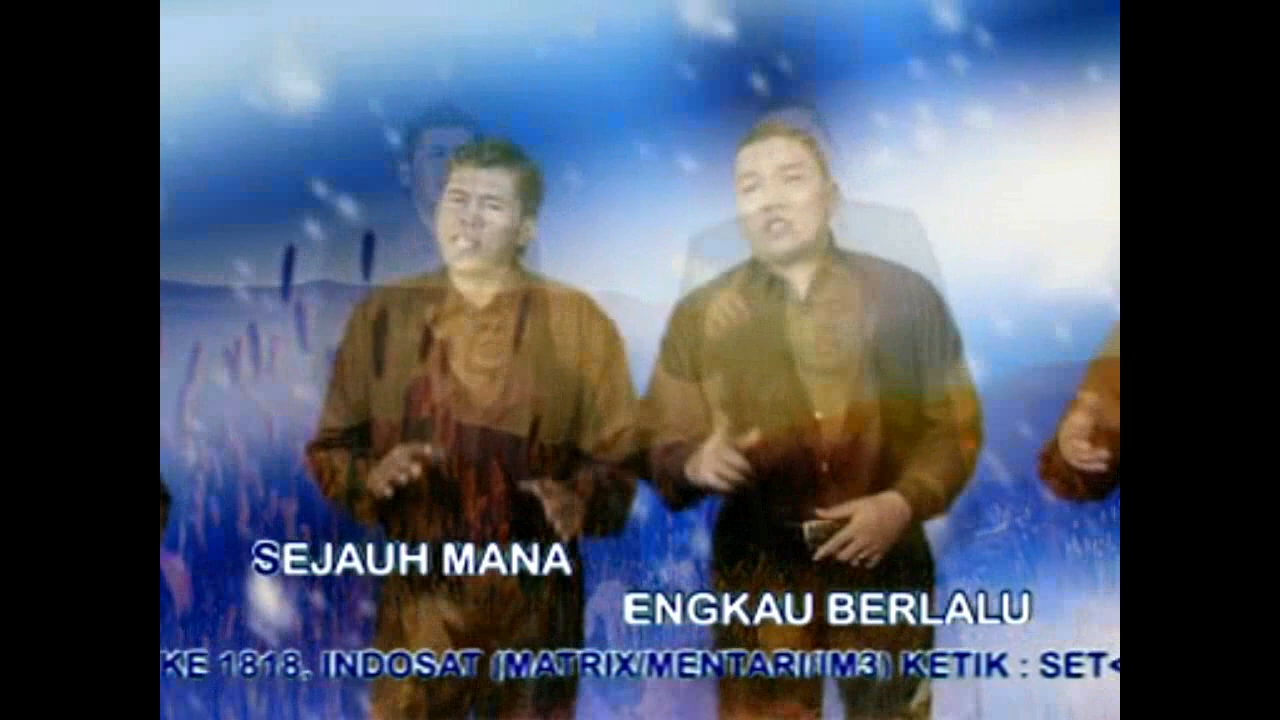 SEJAUH MANA
ENGKAU BERLALU
KE 1818. INDOSAT (MATRIX/MENTARI/IM3) KETIK : SET<